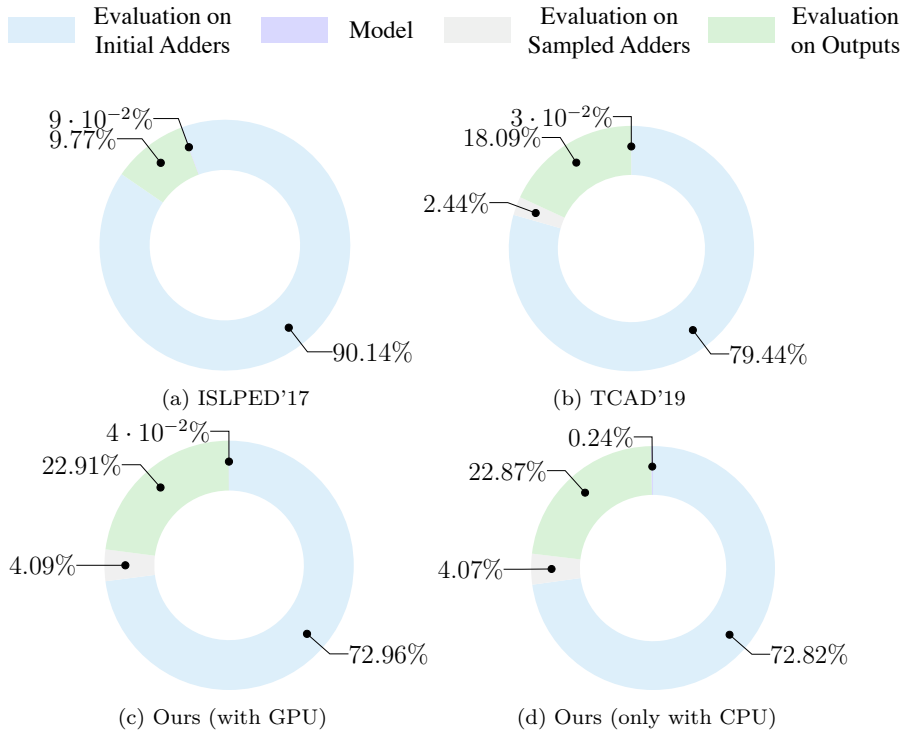 Evaluation on
Initial Adders
Model
Evaluation on
Sampled Adders
Evaluation
on Outputs
9 · 10⁻²%
9.77%
90.14%
(a) ISLPED'17
3 · 10⁻²%
18.09%
2.44%
79.44%
(b) TCAD'19
4 · 10⁻²%
22.91%
4.09%
72.96%
(c) Ours (with GPU)
0.24%
22.87%
4.07%
72.82%
(d) Ours (only with CPU)